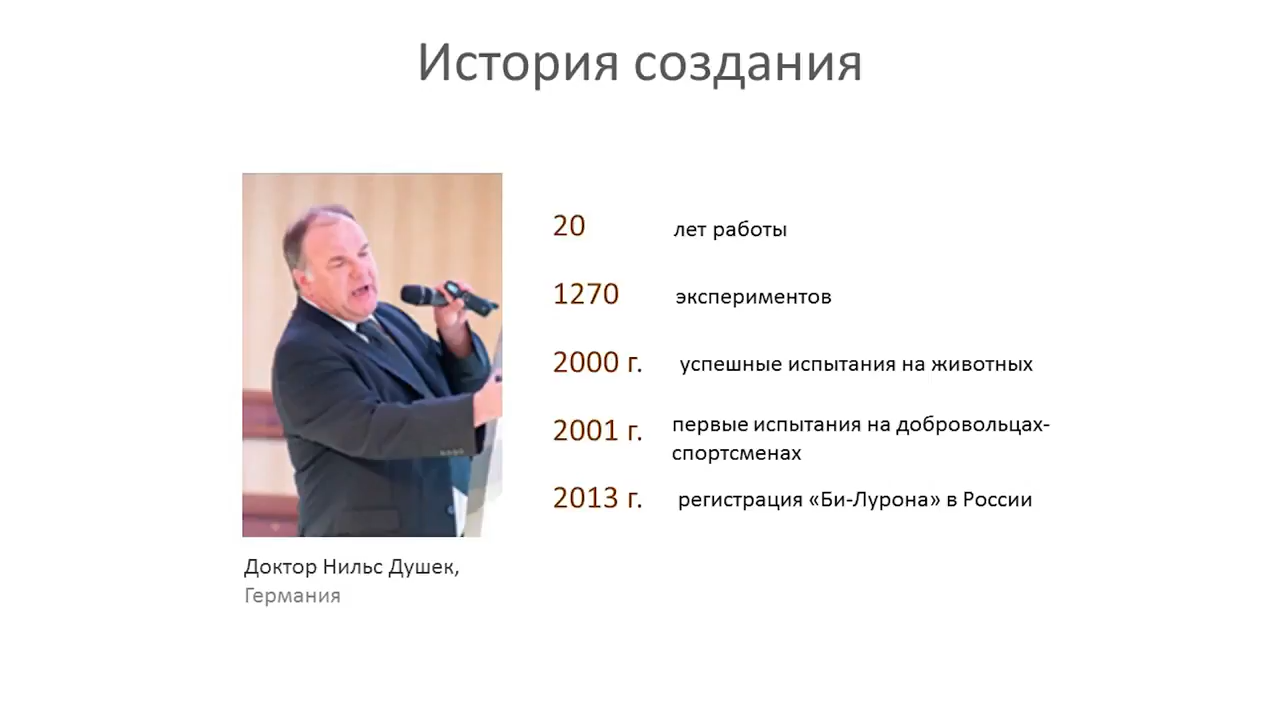 История создания
20 лет работы
1270 экспериментов
2000 г. успешные испытания на животных
2001 г. первые испытания на добровольцах-
спортсменах
2013 г. регистрация «Би-Лурона» в России
Доктор Нильс Душек,
Германия